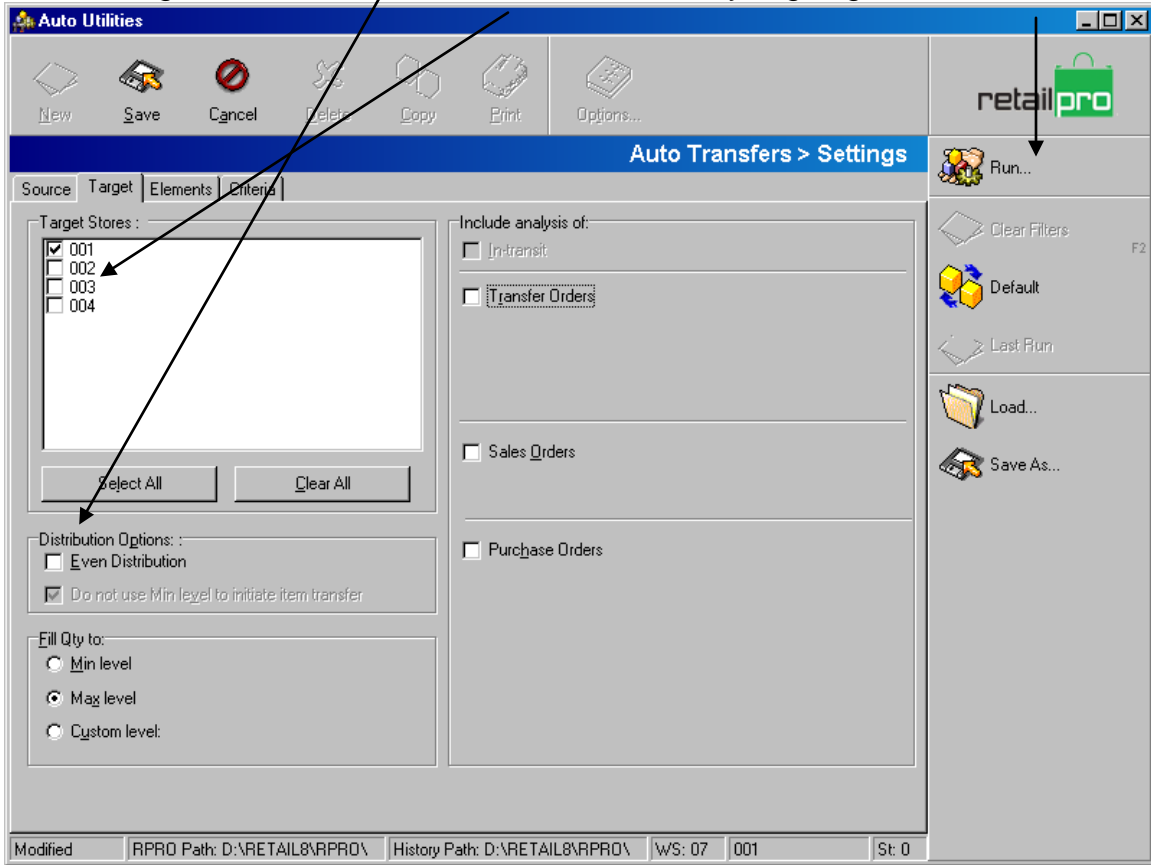 Auto Utilities
New Save Cancel Delete Copy Print Options...
retailpro
Auto Transfers > Settings
Run...
Source Target Elements Criteria
Target Stores :
001
002
003
004
Select All Clear All
Distribution Options: :
Even Distribution
Do not use Min level to initiate item transfer
Fill Qty to:
Min level
Max level
Custom level:
Include analysis of:
In-transit
Transfer Orders
Sales Orders
Purchase Orders
Clear Filters F2
Default
Last Run
Load...
Save As...
Modified RPRO Path: D:\RETAIL8\RPRO\ History Path: D:\RETAIL8\RPRO\ WS: 07 001 St: 0